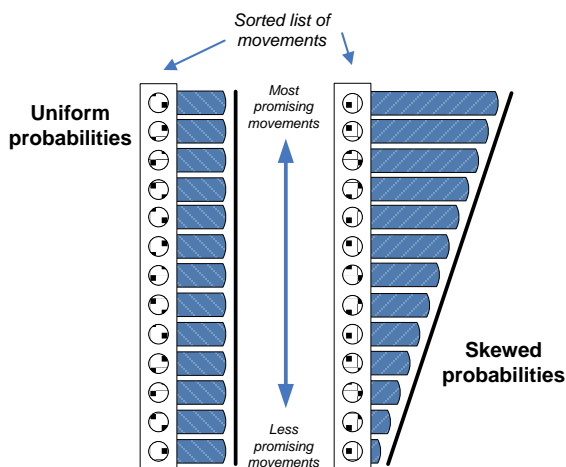 Sorted list of
movements
Uniform
probabilities
Most
promising
movements
Less
promising
movements
Skewed
probabilities